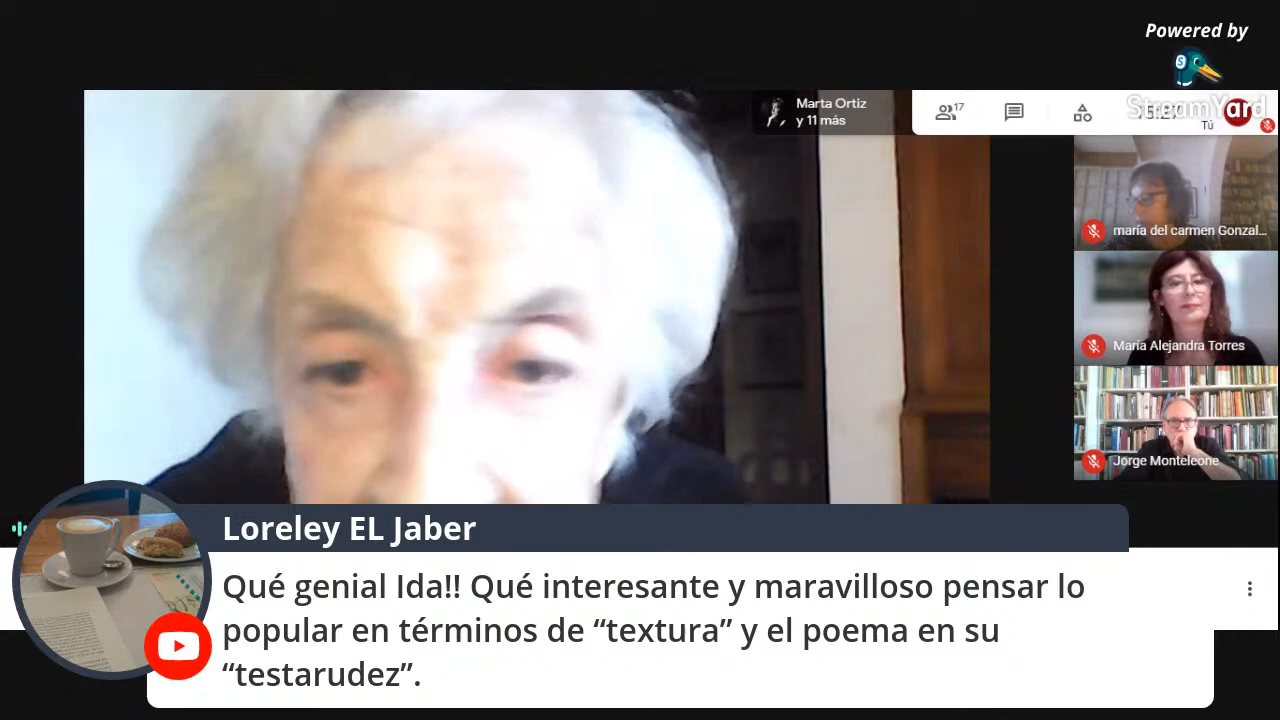 Powered by
StreamYard
Marta Ortiz
y 11 más
17
15:27
Tú
maría del carmen Gonzal...
María Alejandra Torres
Jorge Monteleone
Loreley EL Jaber
Qué genial Ida!! Qué interesante y maravilloso pensar lo
popular en términos de “textura” y el poema en su
“testarudez”.